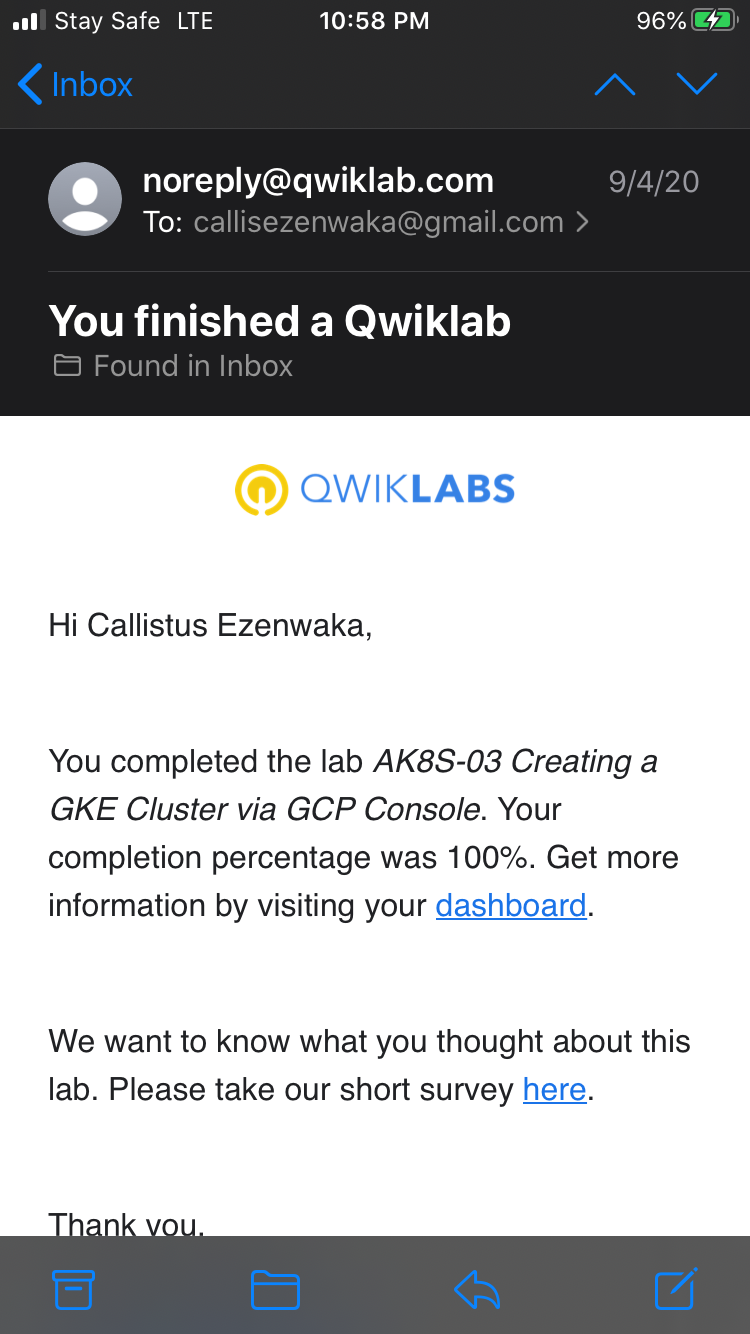 Stay Safe LTE 10:58 PM 96%
Inbox
noreply@qwiklab.com 9/4/20
To: callisezenwaka@gmail.com
You finished a Qwiklab
Found in Inbox
QWIKLABS
Hi Callistus Ezenwaka,
You completed the lab AK8S-03 Creating a
GKE Cluster via GCP Console. Your
completion percentage was 100%. Get more
information by visiting your dashboard.
We want to know what you thought about this
lab. Please take our short survey here.
Thank you,